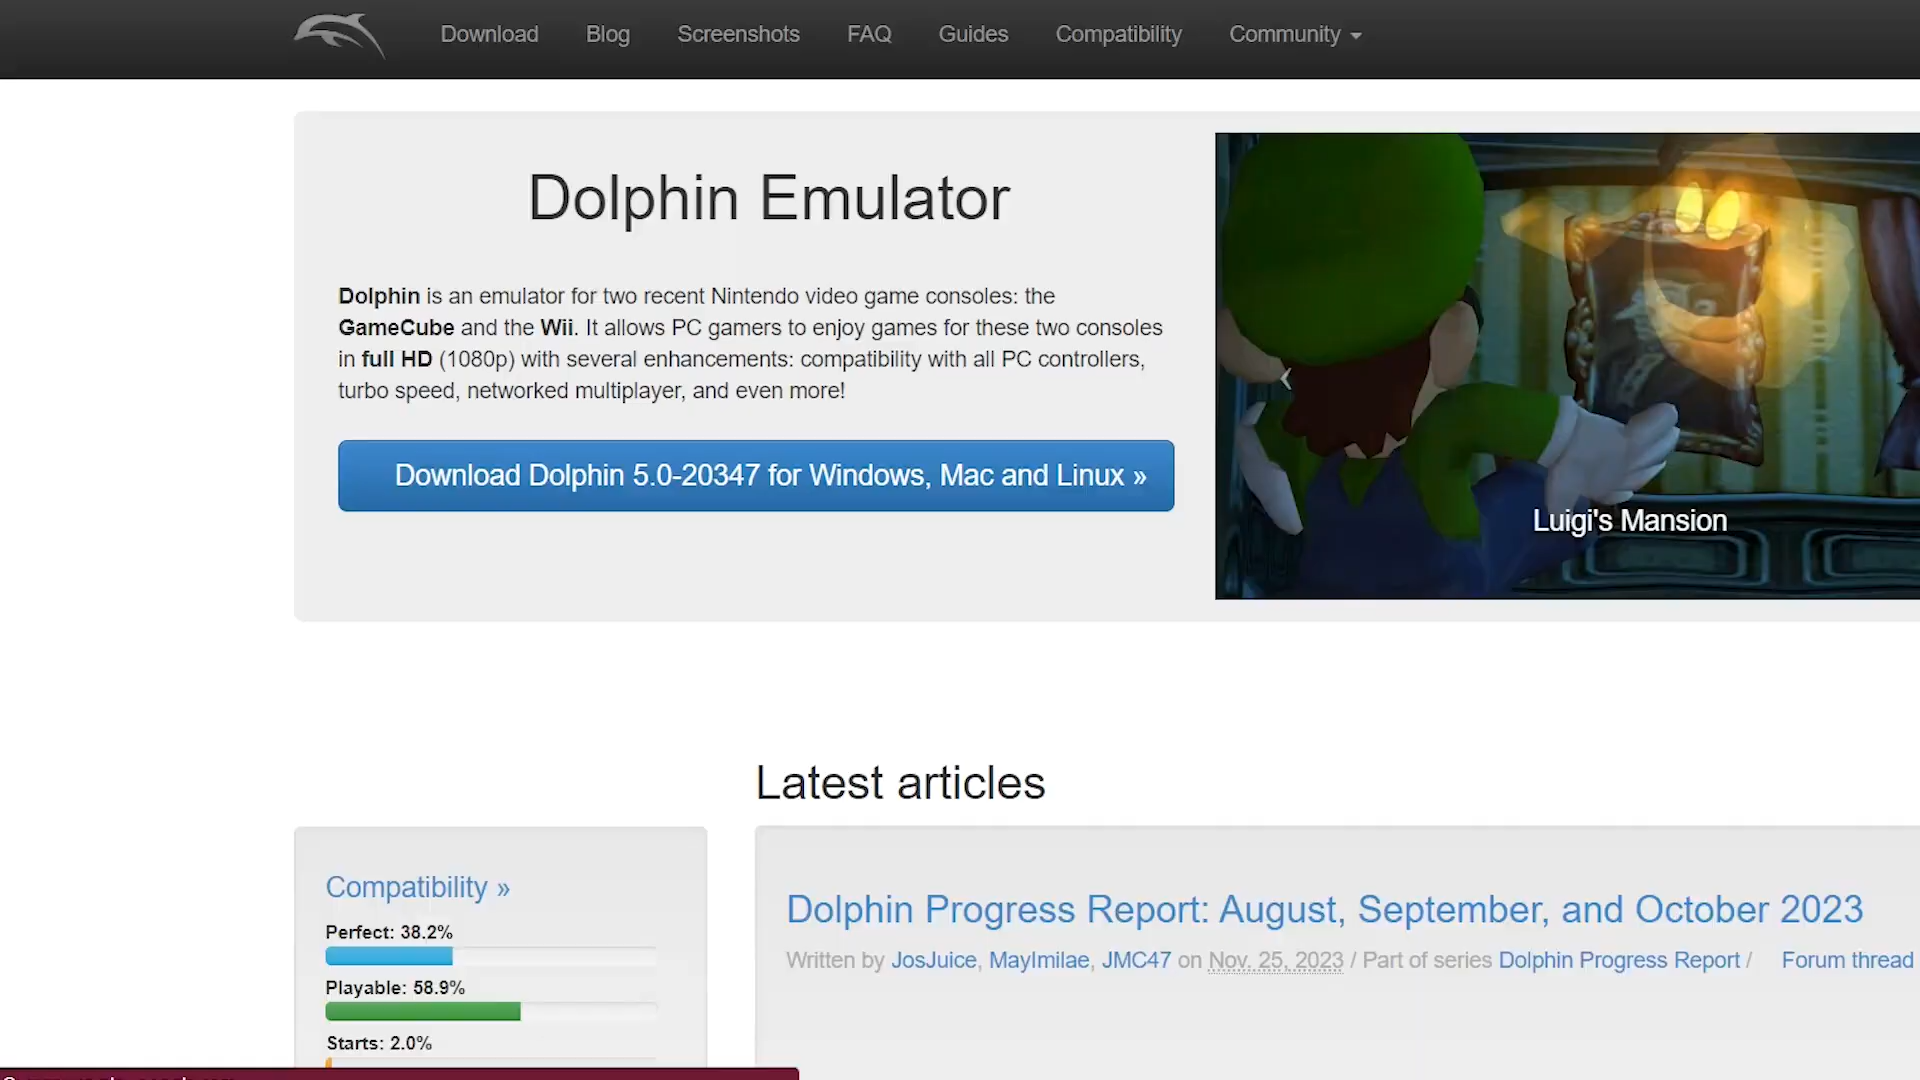 Download Blog Screenshots FAQ Guides Compatibility Community
Dolphin Emulator
Dolphin is an emulator for two recent Nintendo video game consoles: the
GameCube and the Wii. It allows PC gamers to enjoy games for these two consoles
in full HD (1080p) with several enhancements: compatibility with all PC controllers,
turbo speed, networked multiplayer, and even more!
Download Dolphin 5.0-20347 for Windows, Mac and Linux »
Luigi's Mansion
Latest articles
Compatibility »
Perfect: 38.2%
Playable: 58.9%
Starts: 2.0%
Dolphin Progress Report: August, September, and October 2023
Written by JosJuice, MayImilae, JMC47 on Nov. 25, 2023 / Part of series Dolphin Progress Report / Forum thread